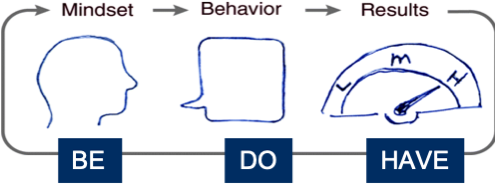 Mindset → Behavior → Results
L M H
BE DO HAVE